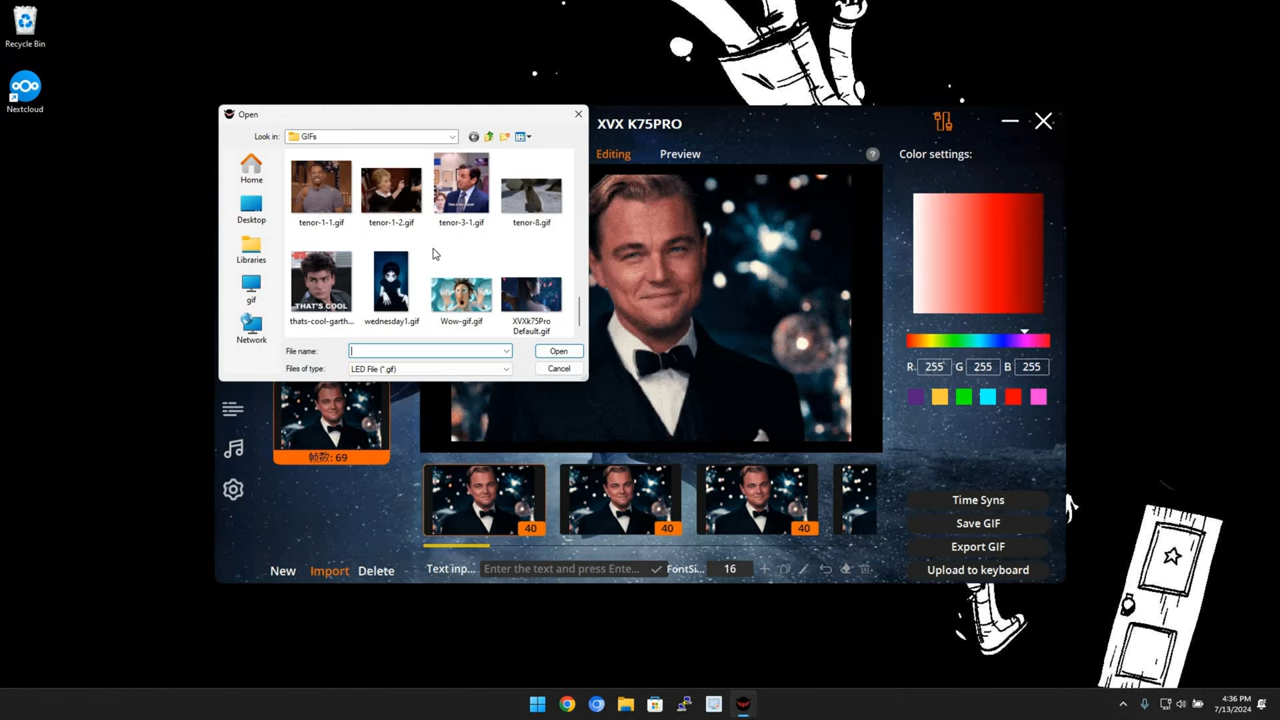 Recycle Bin
Nextcloud
Open
Look in:
GIFs
Home
Desktop
Libraries
gif
Network
tenor-1-1.gif
tenor-1-2.gif
tenor-3-1.gif
tenor-8.gif
THAT'S COOL
thats-cool-garth...
wednesday1.gif
Wow-gif.gif
XVXk75Pro
Default.gif
File name:
Open
Files of type:
LED File (*.gif)
Cancel
XVX K75PRO
Editing
Preview
?
Color settings:
R
255
G
255
B
255
帧数: 69
40
40
40
New
Import
Delete
Text inp...
Enter the text and press Ente...
FontSi...
16
Time Syns
Save GIF
Export GIF
Upload to keyboard
4:36 PM
7/13/2024